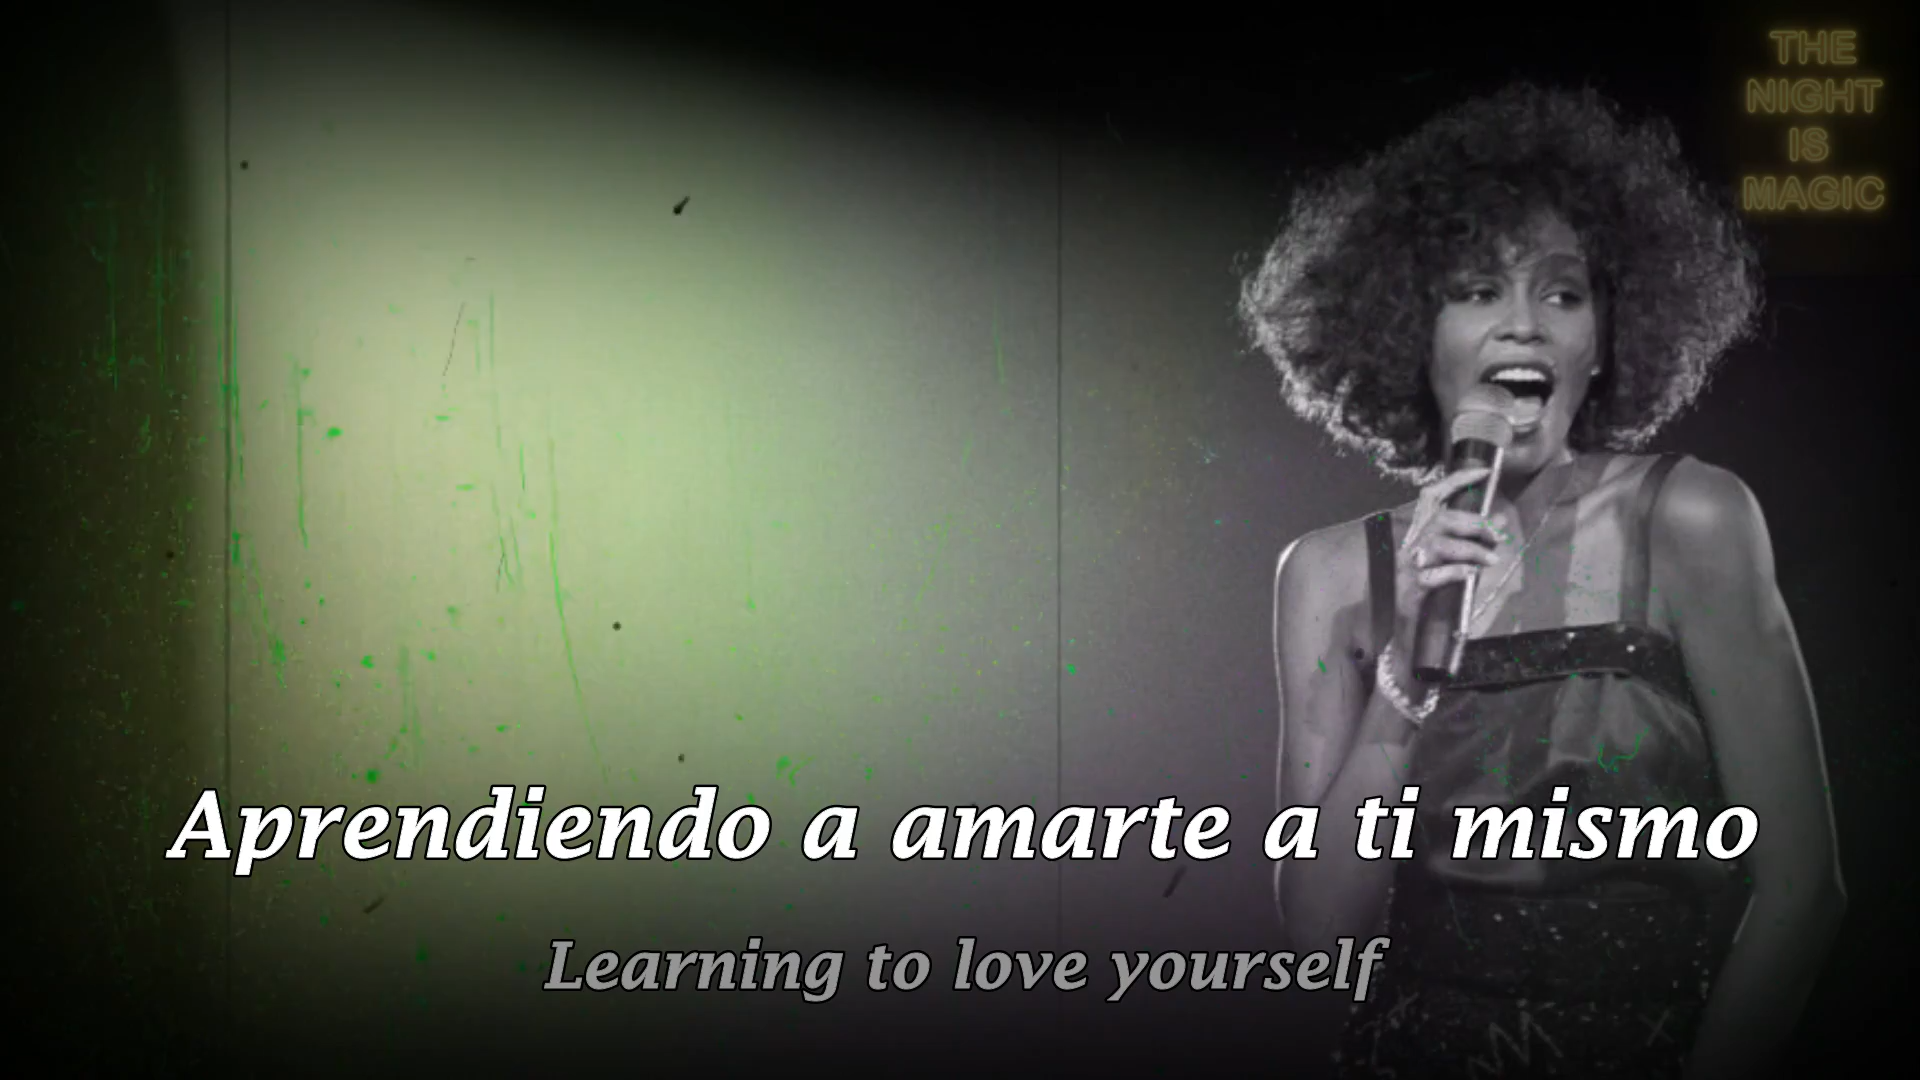 THE
NIGHT
IS
MAGIC
Aprendiendo a amarte a ti mismo
Learning to love yourself